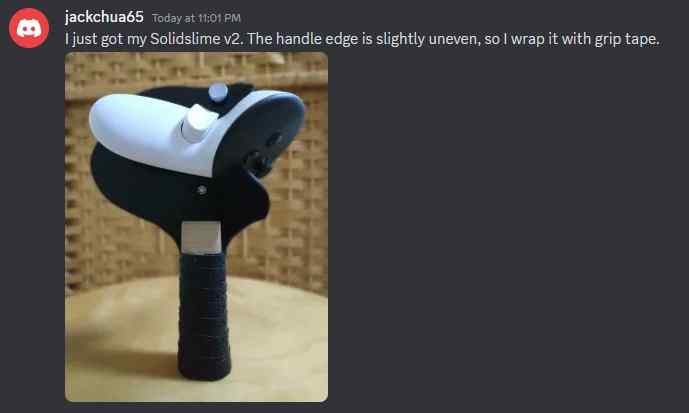 jackchua65 Today at 11:01 PM
I just got my Solidslime v2. The handle edge is slightly uneven, so I wrap it with grip tape.